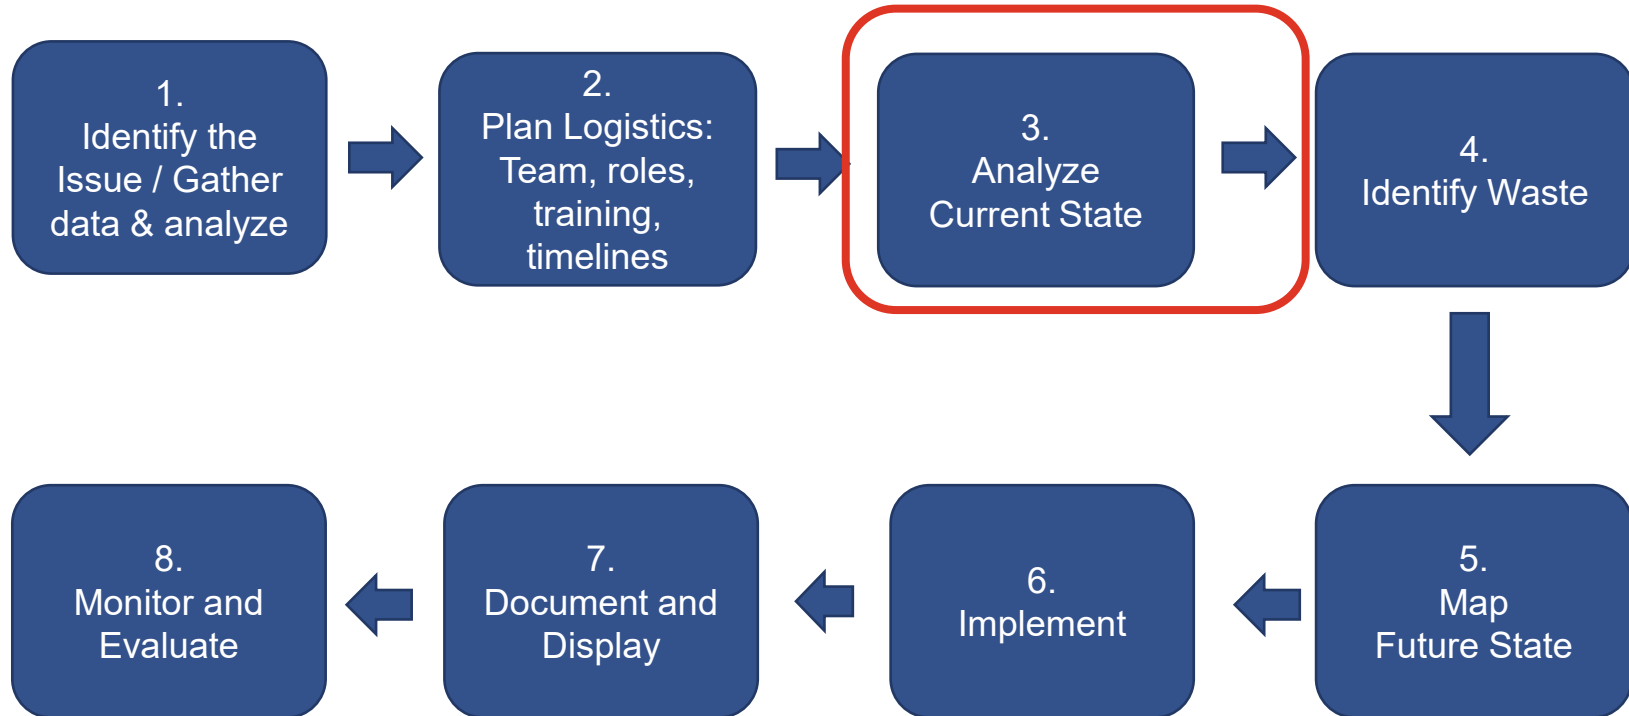 1.
Identify the
Issue / Gather
data & analyze
2.
Plan Logistics:
Team, roles,
training,
timelines
3.
Analyze
Current State
4.
Identify Waste
5.
Map
Future State
6.
Implement
7.
Document and
Display
8.
Monitor and
Evaluate